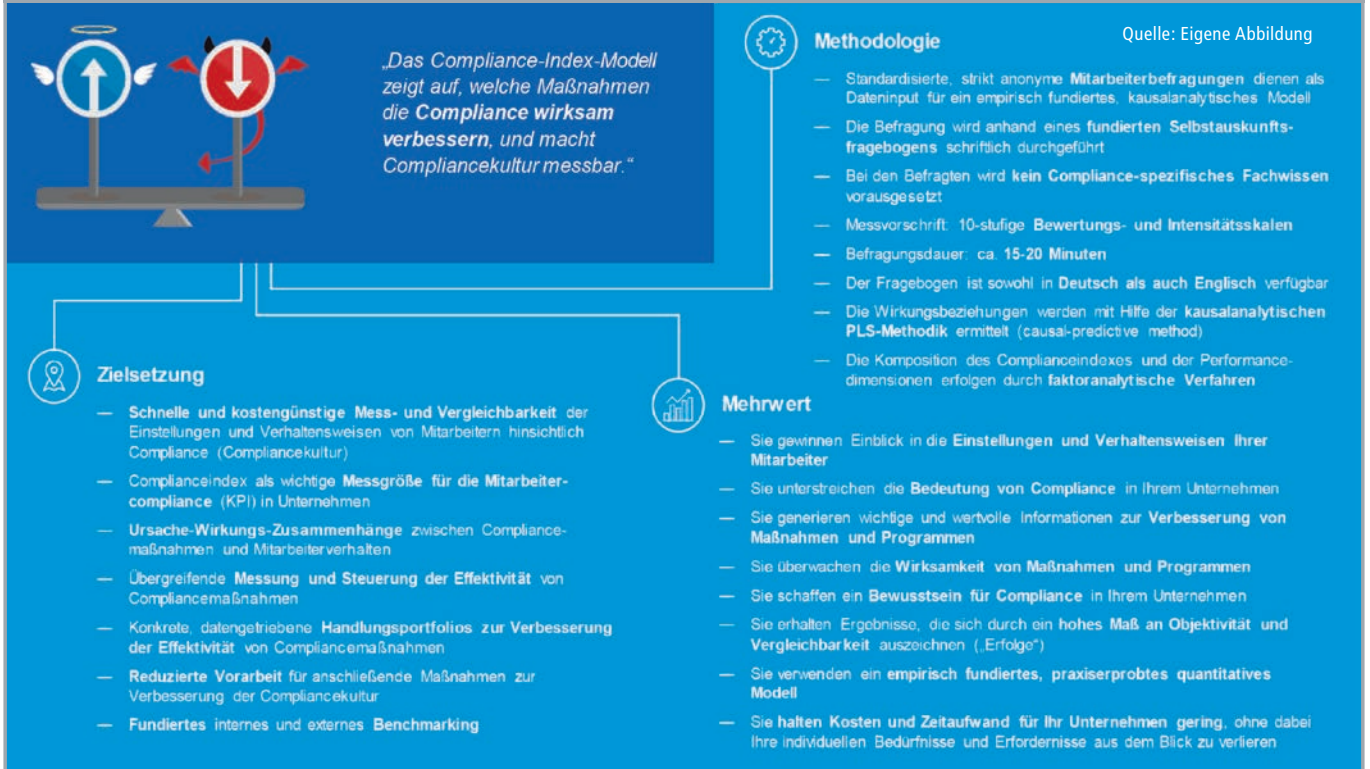 „Das Compliance-Index-Modell
zeigt auf, welche Maßnahmen
die Compliance wirksam
verbessern, und macht
Compliancekultur messbar.“
Quelle: Eigene Abbildung
Methodologie
— Standardisierte, strikt anonyme Mitarbeiterbefragungen dienen als
Dateninput für ein empirisch fundiertes, kausalanalytisches Modell
— Die Befragung wird anhand eines fundierten Selbstauskunfts-
fragebogens schriftlich durchgeführt
— Bei den Befragten wird kein Compliance-spezifisches Fachwissen
vorausgesetzt
— Messvorschrift: 10-stufige Bewertungs- und Intensitätsskalen
— Befragungsdauer: ca. 15-20 Minuten
— Der Fragebogen ist sowohl in Deutsch als auch Englisch verfügbar
— Die Wirkungsbeziehungen werden mit Hilfe der kausalanalytischen
PLS-Methodik ermittelt (causal-predictive method)
— Die Komposition des Complianceindexes und der Performance-
dimensionen erfolgen durch faktoranalytische Verfahren
Zielsetzung
— Schnelle und kostengünstige Mess- und Vergleichbarkeit der
Einstellungen und Verhaltensweisen von Mitarbeitern hinsichtlich
Compliance (Compliancekultur)
— Complianceindex als wichtige Messgröße für die Mitarbeiter-
compliance (KPI) in Unternehmen
— Ursache-Wirkungs-Zusammenhänge zwischen Compliance-
maßnahmen und Mitarbeiterverhalten
— Übergreifende Messung und Steuerung der Effektivität von
Compliancemaßnahmen
— Konkrete, datengetriebene Handlungsportfolios zur Verbesserung
der Effektivität von Compliancemaßnahmen
— Reduzierte Vorarbeit für anschließende Maßnahmen zur
Verbesserung der Compliancekultur
— Fundiertes internes und externes Benchmarking
Mehrwert
— Sie gewinnen Einblick in die Einstellungen und Verhaltensweisen Ihrer
Mitarbeiter
— Sie unterstreichen die Bedeutung von Compliance in Ihrem Unternehmen
— Sie generieren wichtige und wertvolle Informationen zur Verbesserung von
Maßnahmen und Programmen
— Sie überwachen die Wirksamkeit von Maßnahmen und Programmen
— Sie schaffen ein Bewusstsein für Compliance in Ihrem Unternehmen
— Sie erhalten Ergebnisse, die sich durch ein hohes Maß an Objektivität und
Vergleichbarkeit auszeichnen („Erfolge“)
— Sie verwenden ein empirisch fundiertes, praxiserprobtes quantitatives
Modell
— Sie halten Kosten und Zeitaufwand für Ihr Unternehmen gering, ohne dabei
Ihre individuellen Bedürfnisse und Erfordernisse aus dem Blick zu verlieren